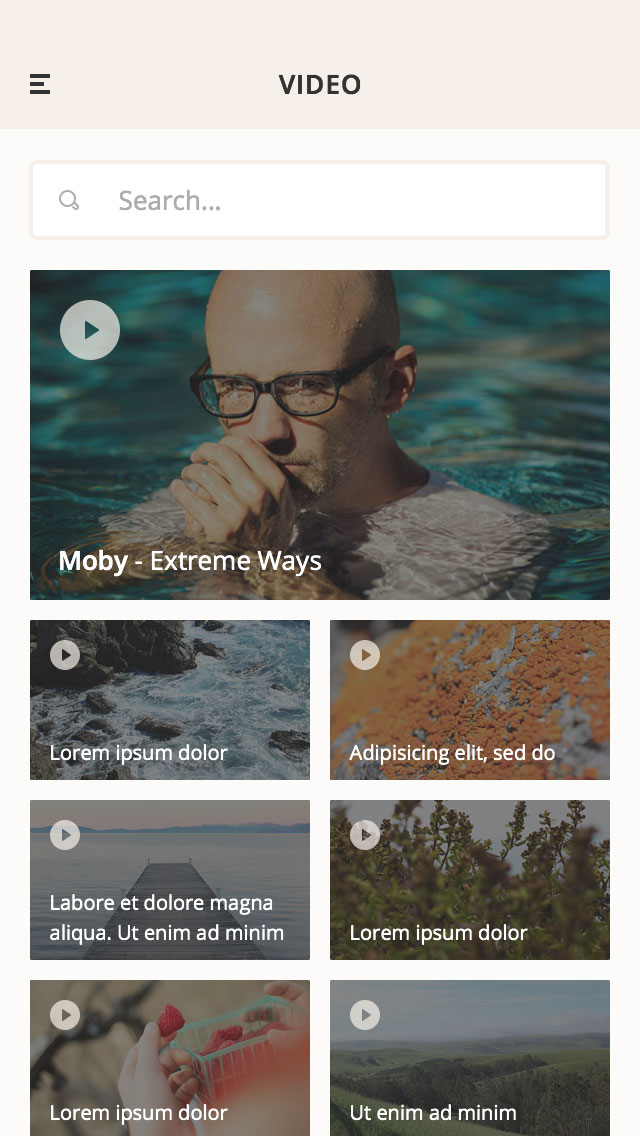 VIDEO
Search...
Moby - Extreme Ways
Lorem ipsum dolor
Adipisicing elit, sed do
Labore et dolore magna
aliqua. Ut enim ad minim
Lorem ipsum dolor
Lorem ipsum dolor
Ut enim ad minim